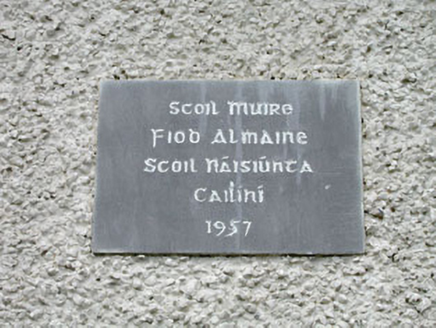 Scoil Muire
Fiod Almaine
Scoil Náisiúnta
Cailíní
1957